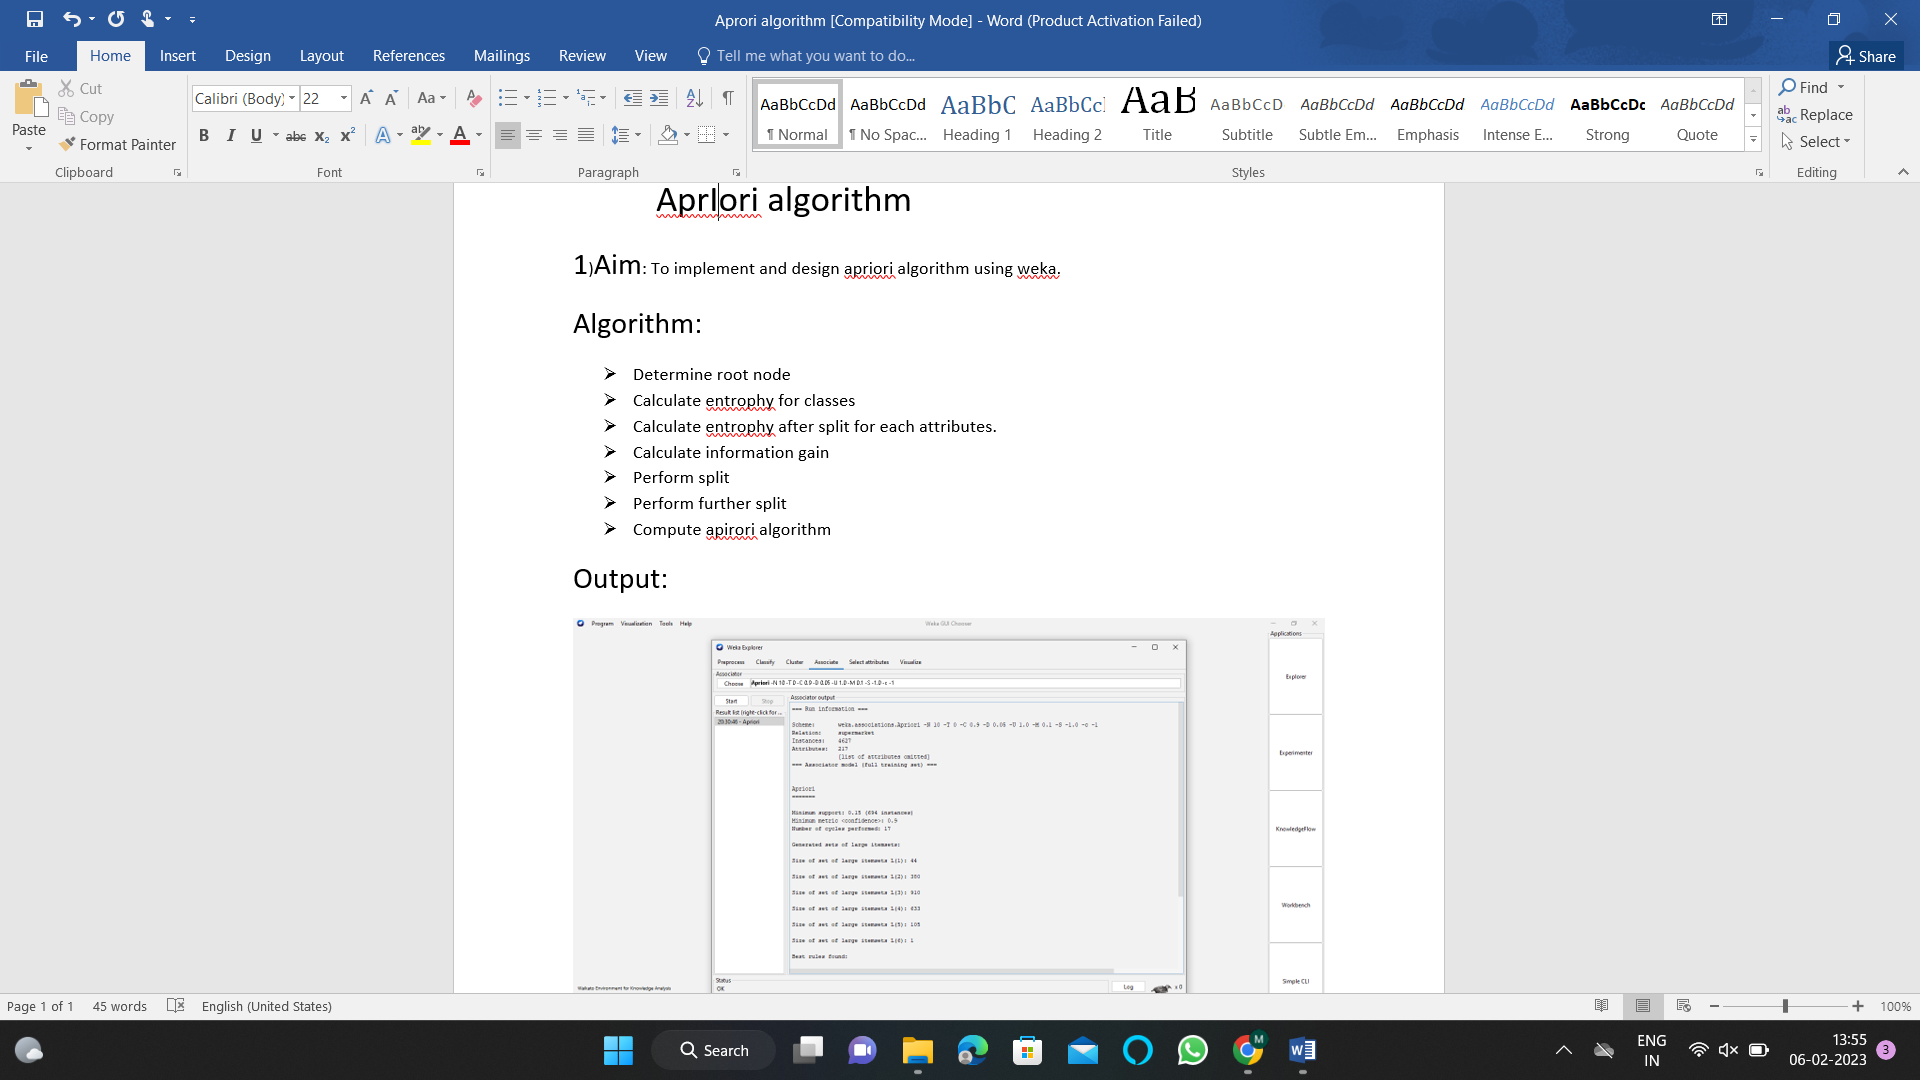 Aprori algorithm [Compatibility Mode] - Word (Product Activation Failed)
File Home Insert Design Layout References Mailings Review View Tell me what you want to do... Share
Paste
Cut
Copy
Format Painter
Clipboard
Calibri (Body) 22
Font
Paragraph
AaBbCcDd AaBbCcDd AaBbC AaBbCc AaB AaBbCcD AaBbCcDd AaBbCcDd AaBbCcDd AaBbCcDc AaBbCcDd
¶ Normal ¶ No Spac... Heading 1 Heading 2 Title Subtitle Subtle Em... Emphasis Intense E... Strong Quote
Styles
Find
Replace
Select
Editing
AprIori algorithm
1)Aim: To implement and design apriori algorithm using weka.
Algorithm:
Determine root node
Calculate entrophy for classes
Calculate entrophy after split for each attributes.
Calculate information gain
Perform split
Perform further split
Compute apirori algorithm
Output:
Program Visualization Tools Help
Weka GUI Chooser
Applications
Weka Explorer
Preprocess Classify Cluster Associate Select attributes Visualize
Associator
Choose Apriori -N 10 -T 0 -C 0.9 -D 0.05 -U 1.0 -M 0.1 -S -1.0 -c -1
Start Stop
Result list (right-click for ...
20:30:46 - Apriori
Associator output
=== Run information ===
Scheme: weka.associations.Apriori -N 10 -T 0 -C 0.9 -D 0.05 -U 1.0 -M 0.1 -S -1.0 -c -1
Relation: supermarket
Instances: 4627
Attributes: 217
[list of attributes omitted]
=== Associator model (full training set) ===
Apriori
=======
Minimum support: 0.15 (694 instances)
Minimum metric <confidence>: 0.9
Number of cycles performed: 17
Generated sets of large itemsets:
Size of set of large itemsets L(1): 44
Size of set of large itemsets L(2): 380
Size of set of large itemsets L(3): 910
Size of set of large itemsets L(4): 633
Size of set of large itemsets L(5): 105
Size of set of large itemsets L(6): 1
Best rules found:
Status
OK
Log
x 0
Explorer
Experimenter
KnowledgeFlow
Workbench
Simple CLI
Waikato Environment for Knowledge Analysis
Page 1 of 1 45 words English (United States) 100%
Search
ENG
IN
13:55
06-02-2023
3